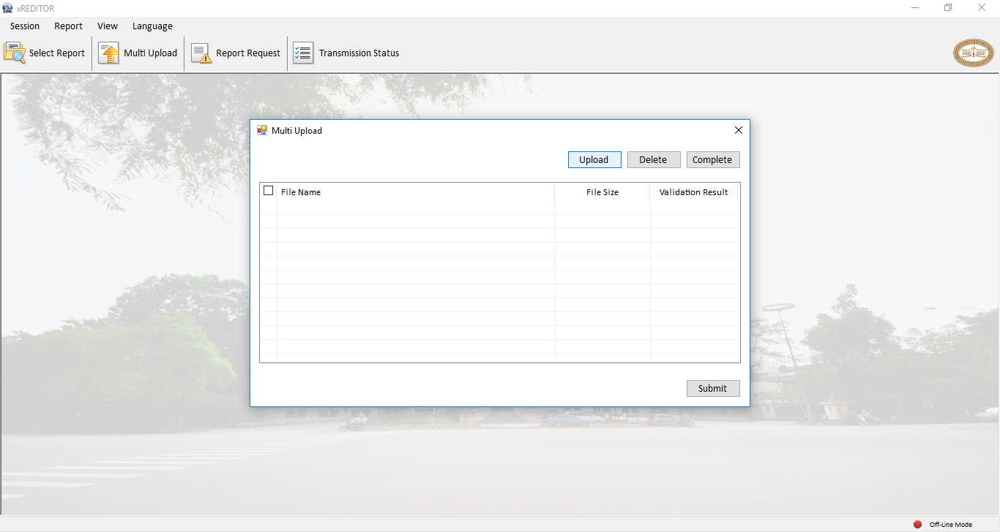 xREDITOR
Session Report View Language
Select Report Multi Upload Report Request Transmission Status
Multi Upload
Upload Delete Complete
File Name File Size Validation Result
Submit
Off-Line Mode